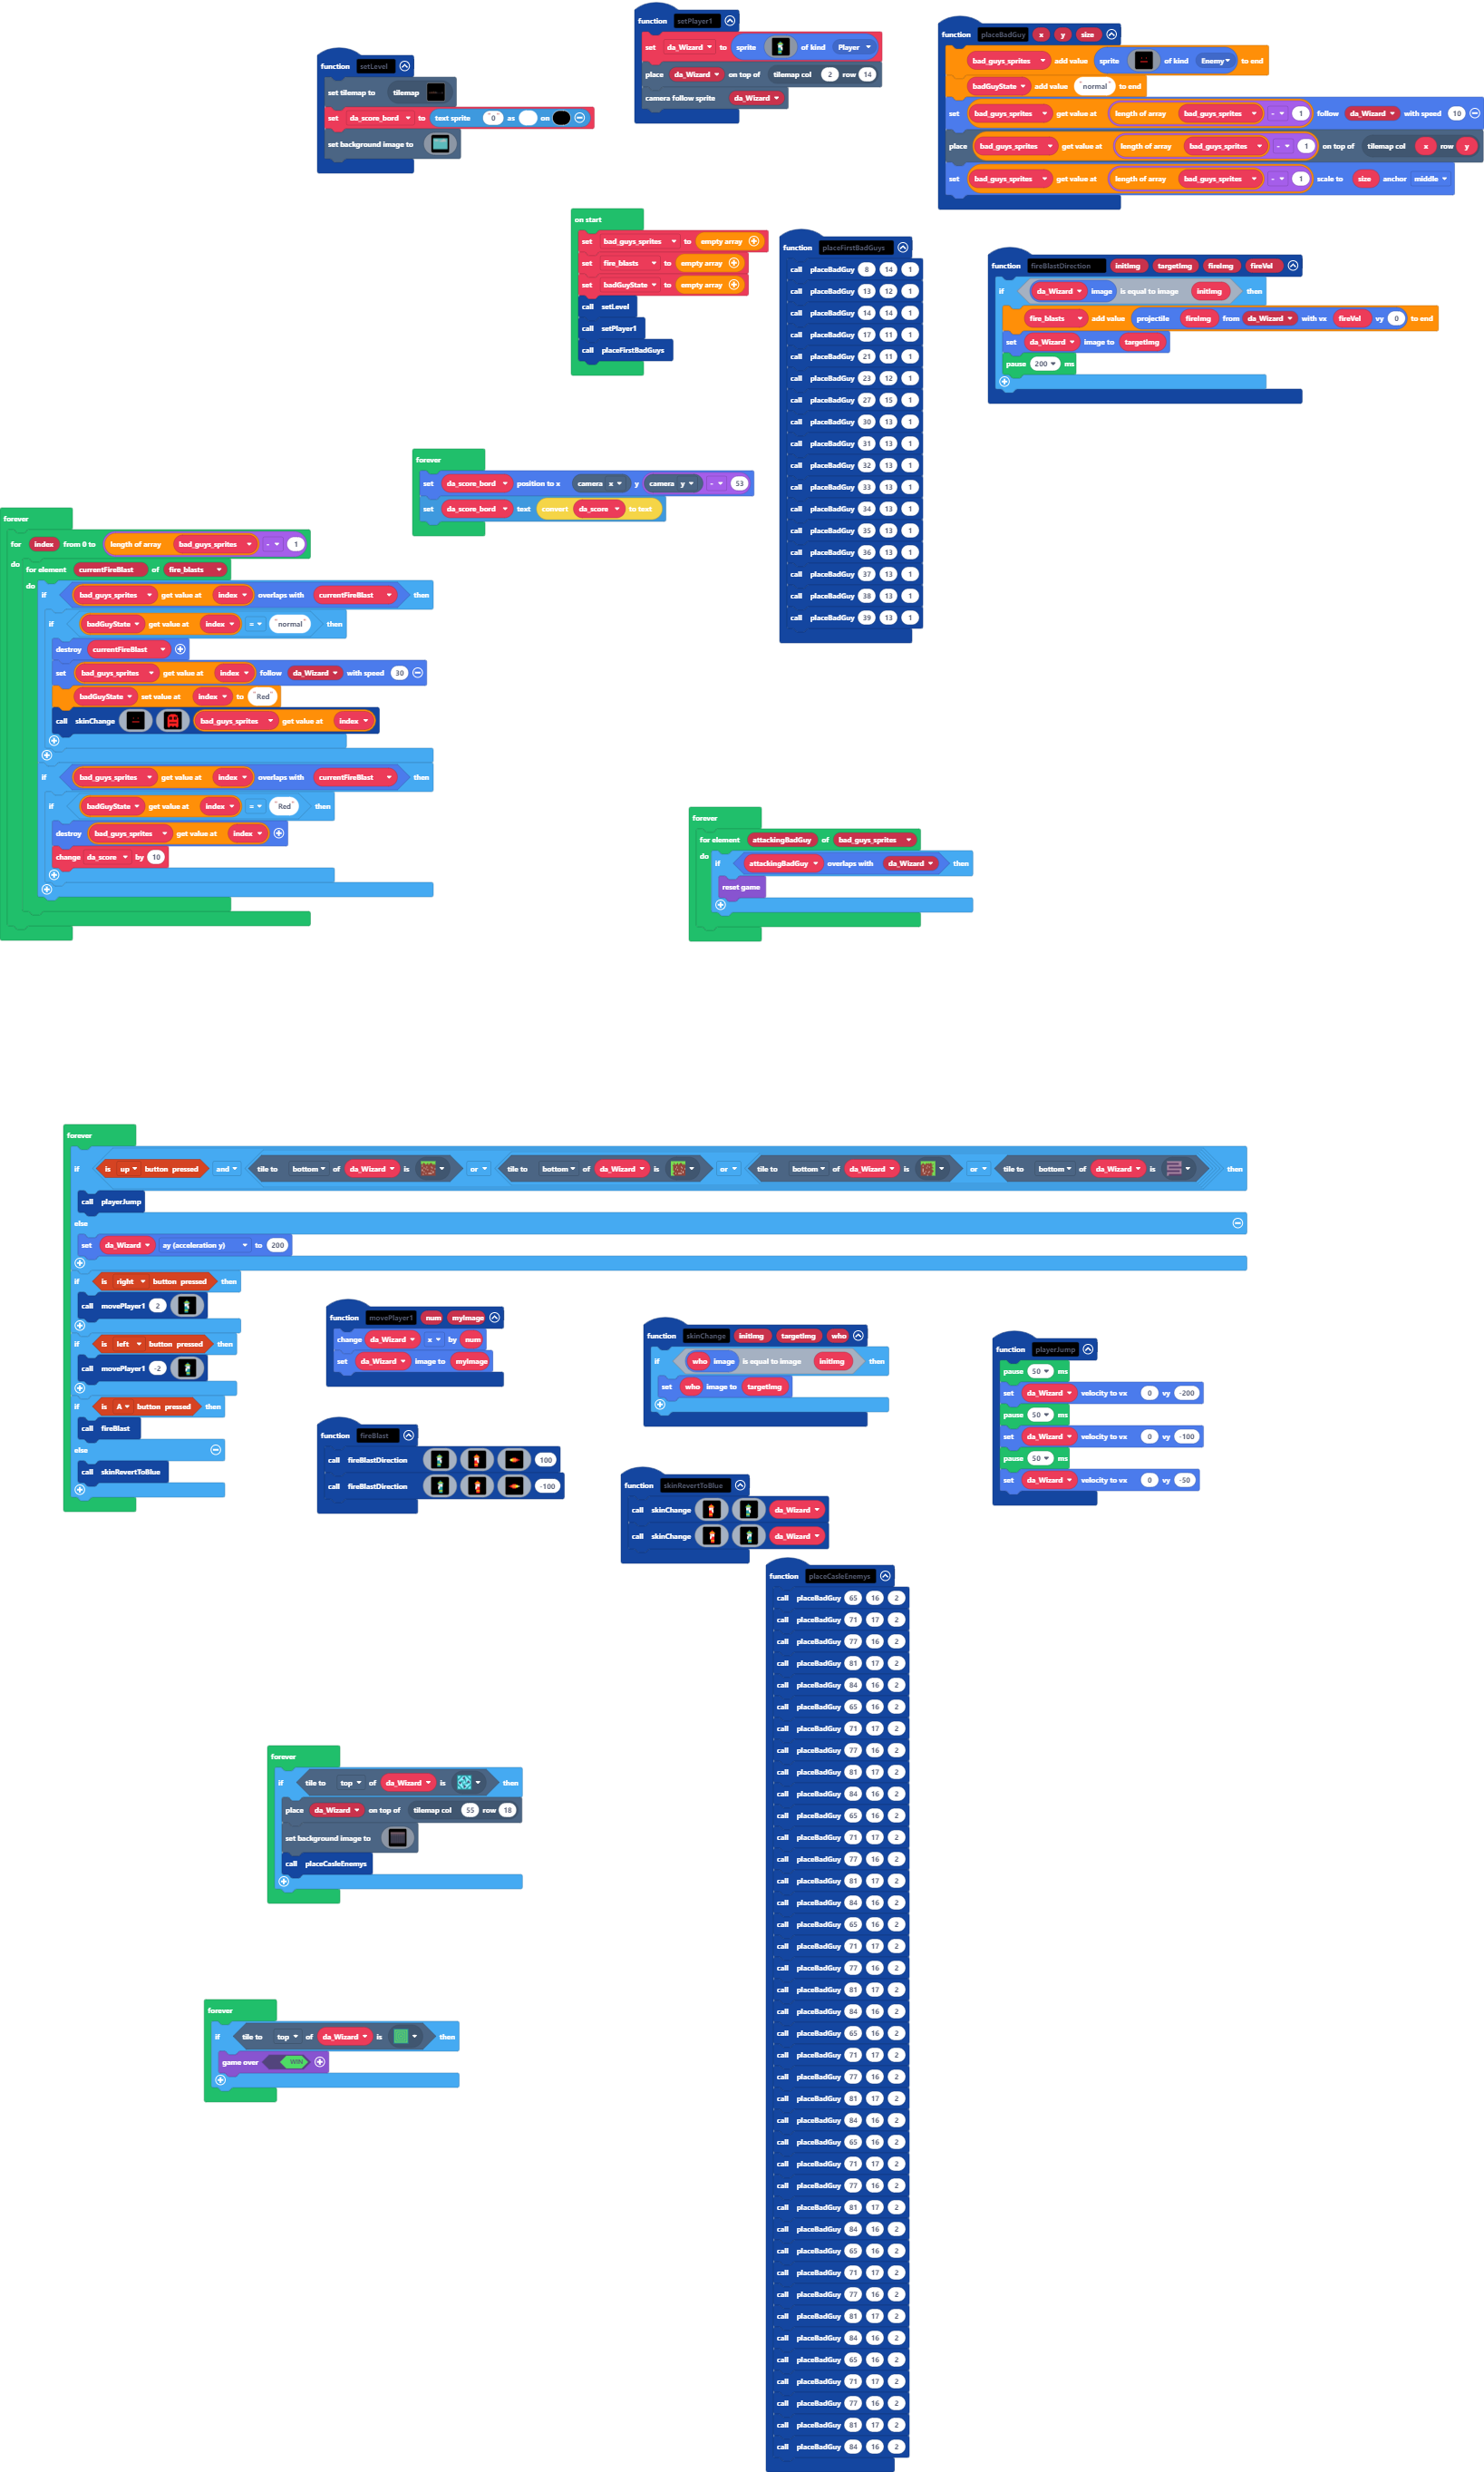 function setPlayer1
set da_Wizard to sprite of kind Player
place da_Wizard on top of tilemap col 2 row 14
camera follow sprite da_Wizard
function placeBadGuy x y size
bad_guys_sprites add value sprite of kind Enemy to end
badGuyState add value "normal" to end
set bad_guys_sprites get value at length of array bad_guys_sprites - 1 follow da_Wizard with speed 10
place bad_guys_sprites get value at length of array bad_guys_sprites - 1 on top of tilemap col x row y
set bad_guys_sprites get value at length of array bad_guys_sprites - 1 scale to size anchor middle
function setLevel
set tilemap to tilemap
set da_score_bord to text sprite "0" as on
set background image to
on start
set bad_guys_sprites to empty array
set fire_blasts to empty array
set badGuyState to empty array
call setLevel
call setPlayer1
call placeFirstBadGuys
function placeFirstBadGuys
call placeBadGuy 8 14 1
call placeBadGuy 13 12 1
call placeBadGuy 14 14 1
call placeBadGuy 17 11 1
call placeBadGuy 21 11 1
call placeBadGuy 23 12 1
call placeBadGuy 27 15 1
call placeBadGuy 30 13 1
call placeBadGuy 31 13 1
call placeBadGuy 32 13 1
call placeBadGuy 33 13 1
call placeBadGuy 34 13 1
call placeBadGuy 35 13 1
call placeBadGuy 36 13 1
call placeBadGuy 37 13 1
call placeBadGuy 38 13 1
call placeBadGuy 39 13 1
function fireBlastDirection initImg targetImg fireImg fireVel
if da_Wizard image is equal to image initImg then
fire_blasts add value projectile fireImg from da_Wizard with vx fireVel vy 0 to end
set da_Wizard image to targetImg
pause 200 ms
forever
set da_score_bord position to x camera x y camera y - 53
set da_score_bord text convert da_score to text
forever
for index from 0 to length of array bad_guys_sprites - 1
do for element currentFireBlast of fire_blasts
do if bad_guys_sprites get value at index overlaps with currentFireBlast then
if badGuyState get value at index = "normal" then
destroy currentFireBlast
set bad_guys_sprites get value at index follow da_Wizard with speed 30
badGuyState set value at index to "Red"
call skinChange bad_guys_sprites get value at index
if bad_guys_sprites get value at index overlaps with currentFireBlast then
if badGuyState get value at index = "Red" then
destroy bad_guys_sprites get value at index
change da_score by 10
forever
for element attackingBadGuy of bad_guys_sprites
do if attackingBadGuy overlaps with da_Wizard then
reset game
forever
if is up button pressed and tile to bottom of da_Wizard is or tile to bottom of da_Wizard is or tile to bottom of da_Wizard is or tile to bottom of da_Wizard is then
call playerJump
else
set da_Wizard ay (acceleration y) to 200
if is right button pressed then
call movePlayer1 2
if is left button pressed then
call movePlayer1 -2
if is A button pressed then
call fireBlast
else
call skinRevertToBlue
function movePlayer1 num myImage
change da_Wizard x by num
set da_Wizard image to myImage
function fireBlast
call fireBlastDirection 100
call fireBlastDirection -100
function skinChange initImg targetImg who
if who image is equal to image initImg then
set who image to targetImg
function skinRevertToBlue
call skinChange da_Wizard
call skinChange da_Wizard
function playerJump
pause 50 ms
set da_Wizard velocity to vx 0 vy -200
pause 50 ms
set da_Wizard velocity to vx 0 vy -100
pause 50 ms
set da_Wizard velocity to vx 0 vy -50
function placeCasleEnemys
call placeBadGuy 65 16 2
call placeBadGuy 71 17 2
call placeBadGuy 77 16 2
call placeBadGuy 81 17 2
call placeBadGuy 84 16 2
call placeBadGuy 65 16 2
call placeBadGuy 71 17 2
call placeBadGuy 77 16 2
call placeBadGuy 81 17 2
call placeBadGuy 84 16 2
call placeBadGuy 65 16 2
call placeBadGuy 71 17 2
call placeBadGuy 77 16 2
call placeBadGuy 81 17 2
call placeBadGuy 84 16 2
call placeBadGuy 65 16 2
call placeBadGuy 71 17 2
call placeBadGuy 77 16 2
call placeBadGuy 81 17 2
call placeBadGuy 84 16 2
call placeBadGuy 65 16 2
call placeBadGuy 71 17 2
call placeBadGuy 77 16 2
call placeBadGuy 81 17 2
call placeBadGuy 84 16 2
call placeBadGuy 65 16 2
call placeBadGuy 71 17 2
call placeBadGuy 77 16 2
call placeBadGuy 81 17 2
call placeBadGuy 84 16 2
call placeBadGuy 65 16 2
call placeBadGuy 71 17 2
call placeBadGuy 77 16 2
call placeBadGuy 81 17 2
call placeBadGuy 84 16 2
call placeBadGuy 65 16 2
call placeBadGuy 71 17 2
call placeBadGuy 77 16 2
call placeBadGuy 81 17 2
call placeBadGuy 84 16 2
forever
if tile to top of da_Wizard is then
place da_Wizard on top of tilemap col 55 row 18
set background image to
call placeCasleEnemys
forever
if tile to top of da_Wizard is then
game over WIN